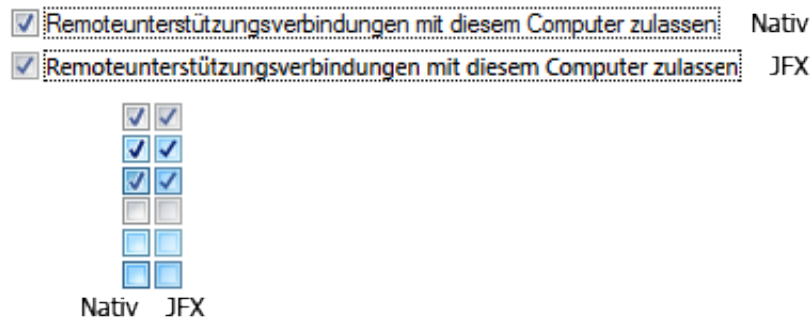 Remoteunterstützungsverbindungen mit diesem Computer zulassen Nativ
Remoteunterstützungsverbindungen mit diesem Computer zulassen JFX
Nativ JFX